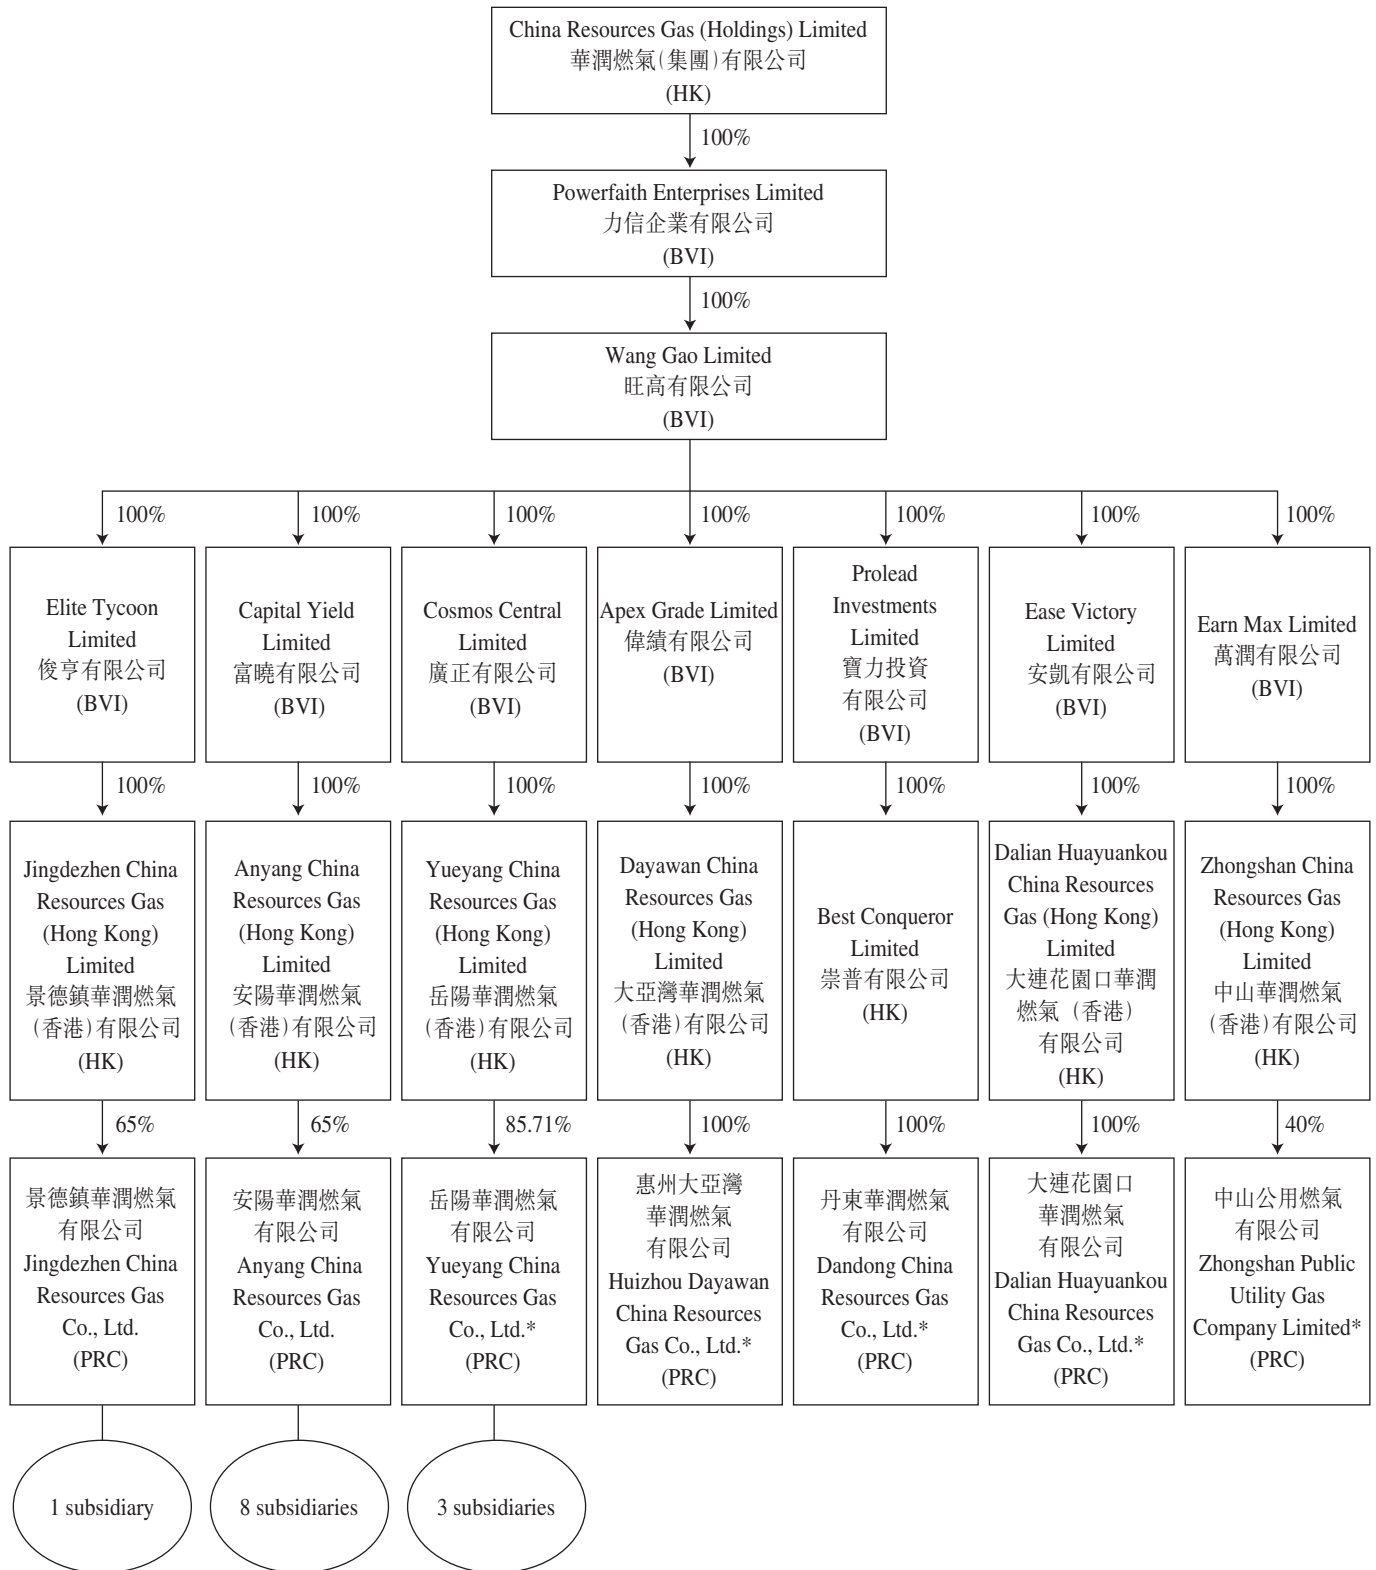 China Resources Gas (Holdings) Limited
華潤燃氣(集團)有限公司
(HK)
100%
Powerfaith Enterprises Limited
力信企業有限公司
(BVI)
100%
Wang Gao Limited
旺高有限公司
(BVI)
100%
100%
100%
100%
100%
100%
100%
Elite Tycoon
Limited
俊亨有限公司
(BVI)
Capital Yield
Limited
富曉有限公司
(BVI)
Cosmos Central
Limited
廣正有限公司
(BVI)
Apex Grade Limited
偉績有限公司
(BVI)
Prolead
Investments
Limited
寶力投資
有限公司
(BVI)
Ease Victory
Limited
安凱有限公司
(BVI)
Earn Max Limited
萬潤有限公司
(BVI)
100%
100%
100%
100%
100%
100%
100%
Jingdezhen China
Resources Gas
(Hong Kong)
Limited
景德鎮華潤燃氣
(香港)有限公司
(HK)
Anyang China
Resources Gas
(Hong Kong)
Limited
安陽華潤燃氣
(香港)有限公司
(HK)
Yueyang China
Resources Gas
(Hong Kong)
Limited
岳陽華潤燃氣
(香港)有限公司
(HK)
Dayawan China
Resources Gas
(Hong Kong)
Limited
大亞灣華潤燃氣
(香港)有限公司
(HK)
Best Conqueror
Limited
崇普有限公司
(HK)
Dalian Huayuankou
China Resources
Gas (Hong Kong)
Limited
大連花園口華潤
燃氣 (香港)
有限公司
(HK)
Zhongshan China
Resources Gas
(Hong Kong)
Limited
中山華潤燃氣
(香港)有限公司
(HK)
65%
65%
85.71%
100%
100%
100%
40%
景德鎮華潤燃氣
有限公司
Jingdezhen China
Resources Gas
Co., Ltd.
(PRC)
安陽華潤燃氣
有限公司
Anyang China
Resources Gas
Co., Ltd.
(PRC)
岳陽華潤燃氣
有限公司
Yueyang China
Resources Gas
Co., Ltd.*
(PRC)
惠州大亞灣
華潤燃氣
有限公司
Huizhou Dayawan
China Resources
Gas Co., Ltd.*
(PRC)
丹東華潤燃氣
有限公司
Dandong China
Resources Gas
Co., Ltd.*
(PRC)
大連花園口
華潤燃氣
有限公司
Dalian Huayuankou
China Resources
Gas Co., Ltd.*
(PRC)
中山公用燃氣
有限公司
Zhongshan Public
Utility Gas
Company Limited*
(PRC)
1 subsidiary
8 subsidiaries
3 subsidiaries